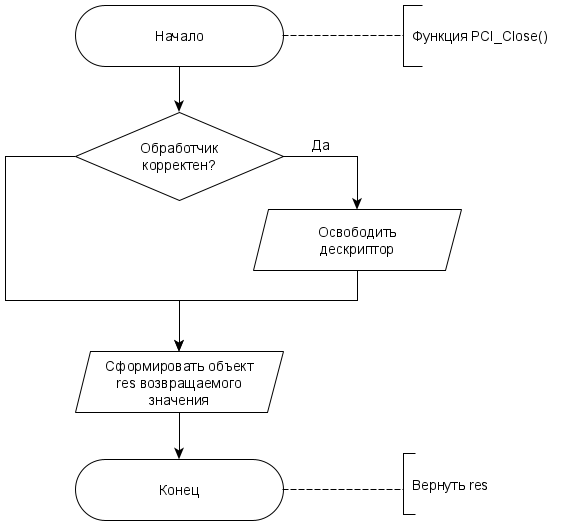 Начало
Функция PCI_Close()
Обработчик
корректен?
Да
Освободить
дескриптор
Сформировать объект
res возвращаемого
значения
Конец
Вернуть res